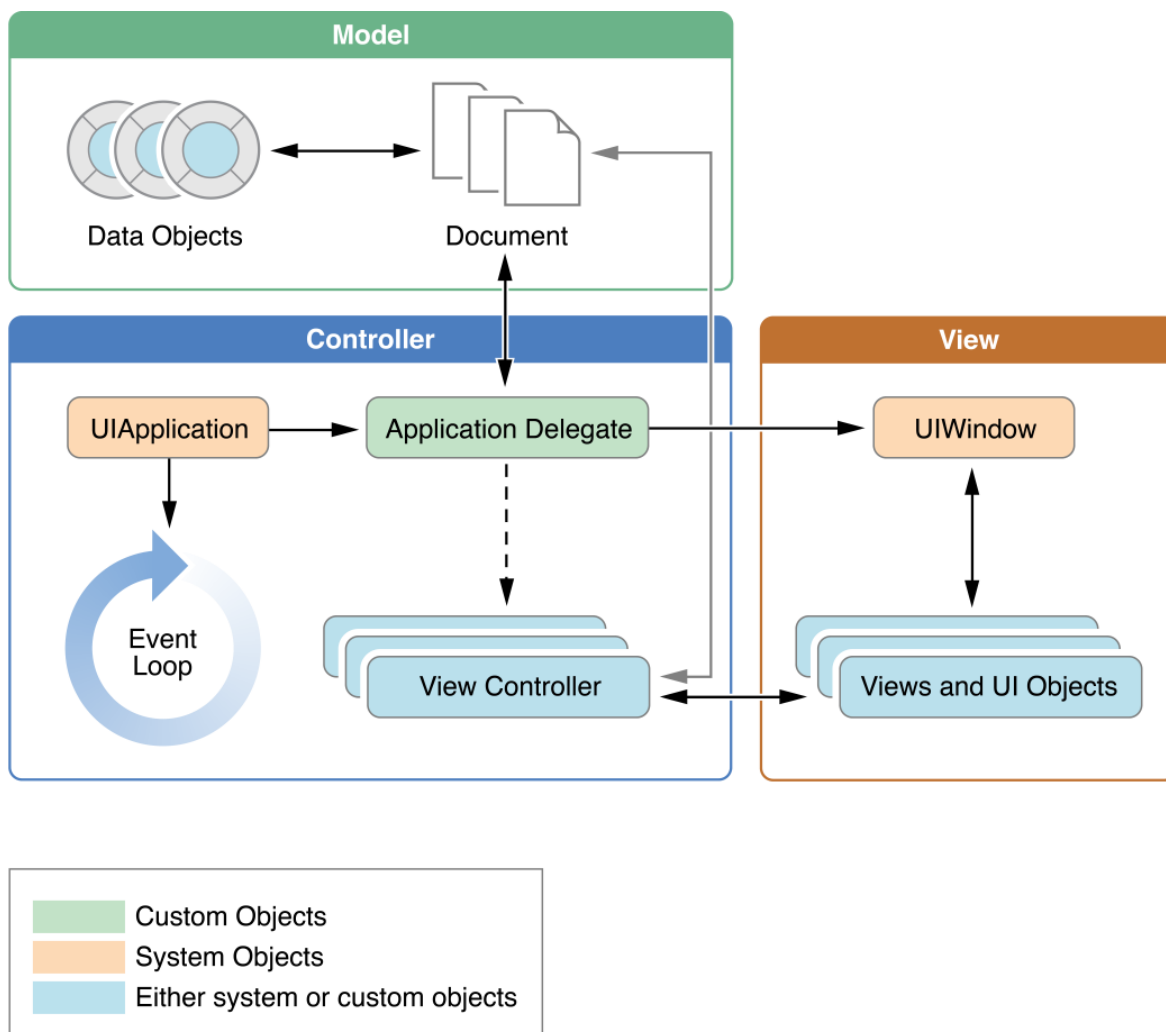 Model
Data Objects
Document
Controller
View
UIApplication
Application Delegate
UIWindow
Event
Loop
View Controller
Views and UI Objects
Custom Objects
System Objects
Either system or custom objects